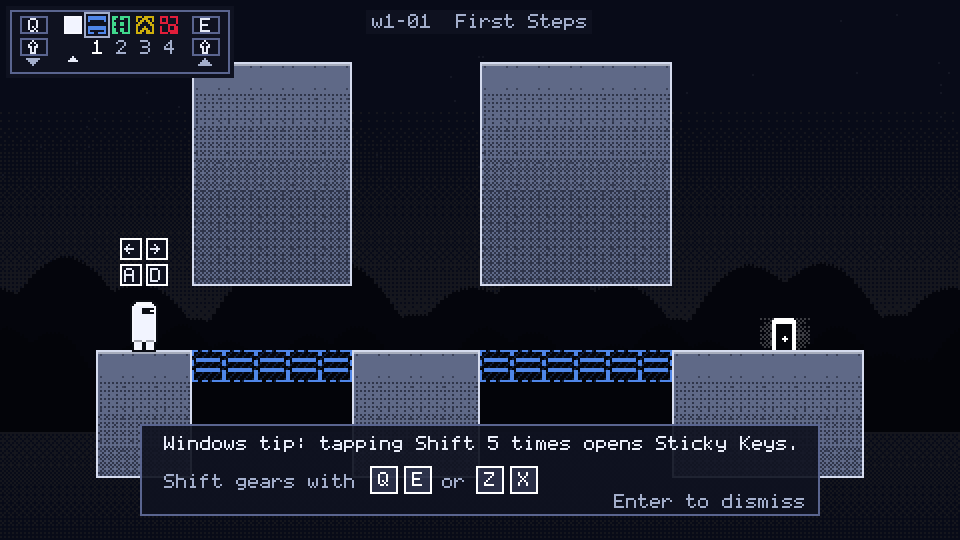 Q E
1 2 3 4
w1-01 First Steps
← →
A D
Windows tip: tapping Shift 5 times opens Sticky Keys.
Shift gears with Q E or Z X
Enter to dismiss